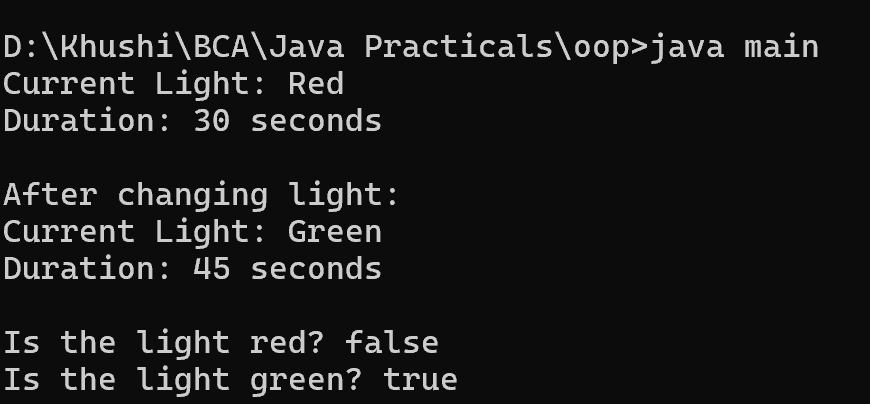 D:\Khushi\BCA\Java Practicals\oop>java main
Current Light: Red
Duration: 30 seconds
After changing light:
Current Light: Green
Duration: 45 seconds
Is the light red? false
Is the light green? true